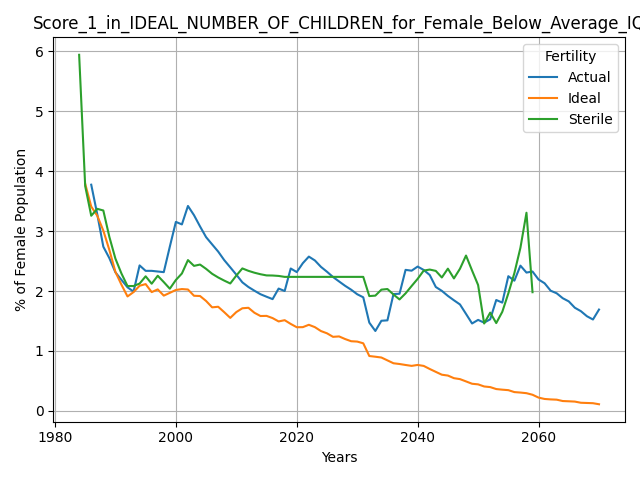 Score_1_in_IDEAL_NUMBER_OF_CHILDREN_for_Female_Below_Average_IQ
Fertility
Actual
Ideal
Sterile
% of Female Population
6
5
4
3
2
1
0
1980
2000
2020
2040
2060
Years